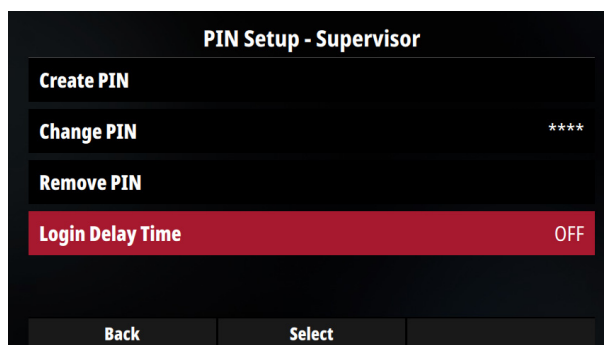 PIN Setup - Supervisor
Create PIN
Change PIN ****
Remove PIN
Login Delay Time OFF
Back Select